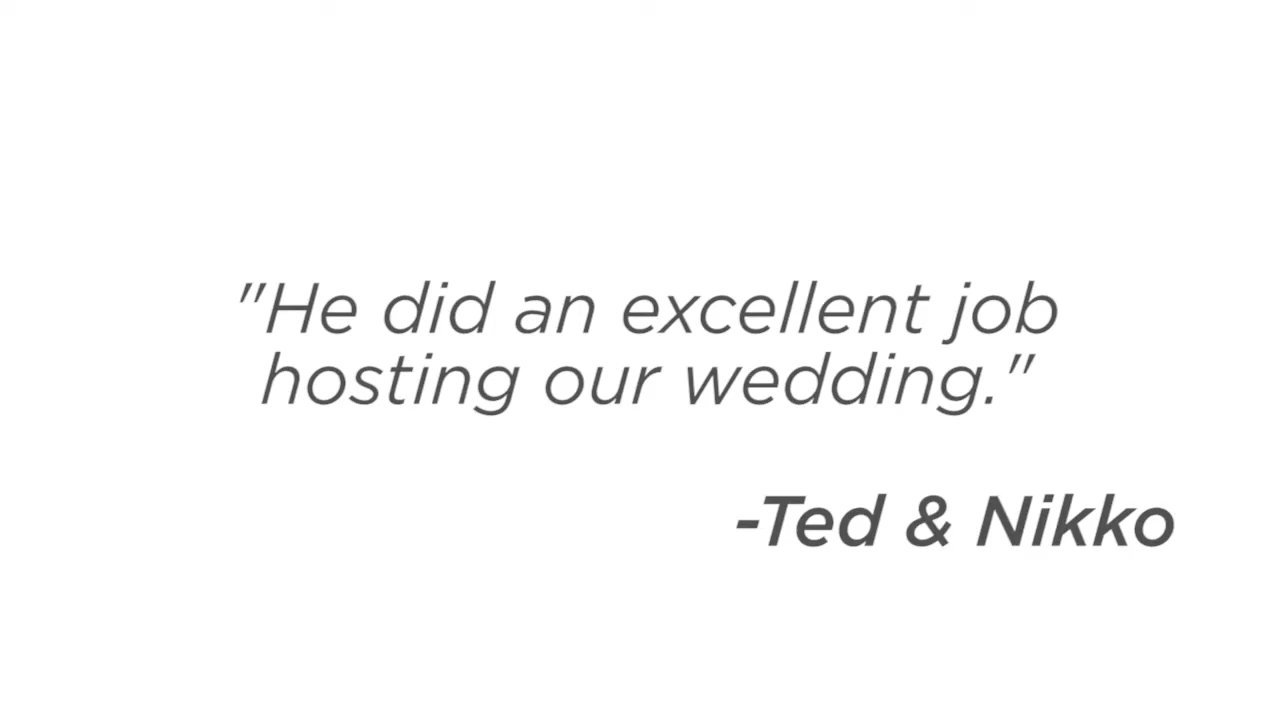 "He did an excellent job
hosting our wedding."
-Ted & Nikko